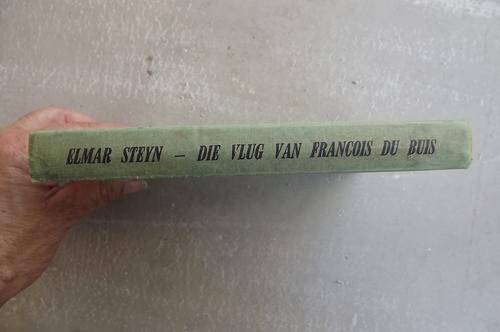 ELMAR STEYN – DIE VLUG VAN FRANCOIS DU BUIS